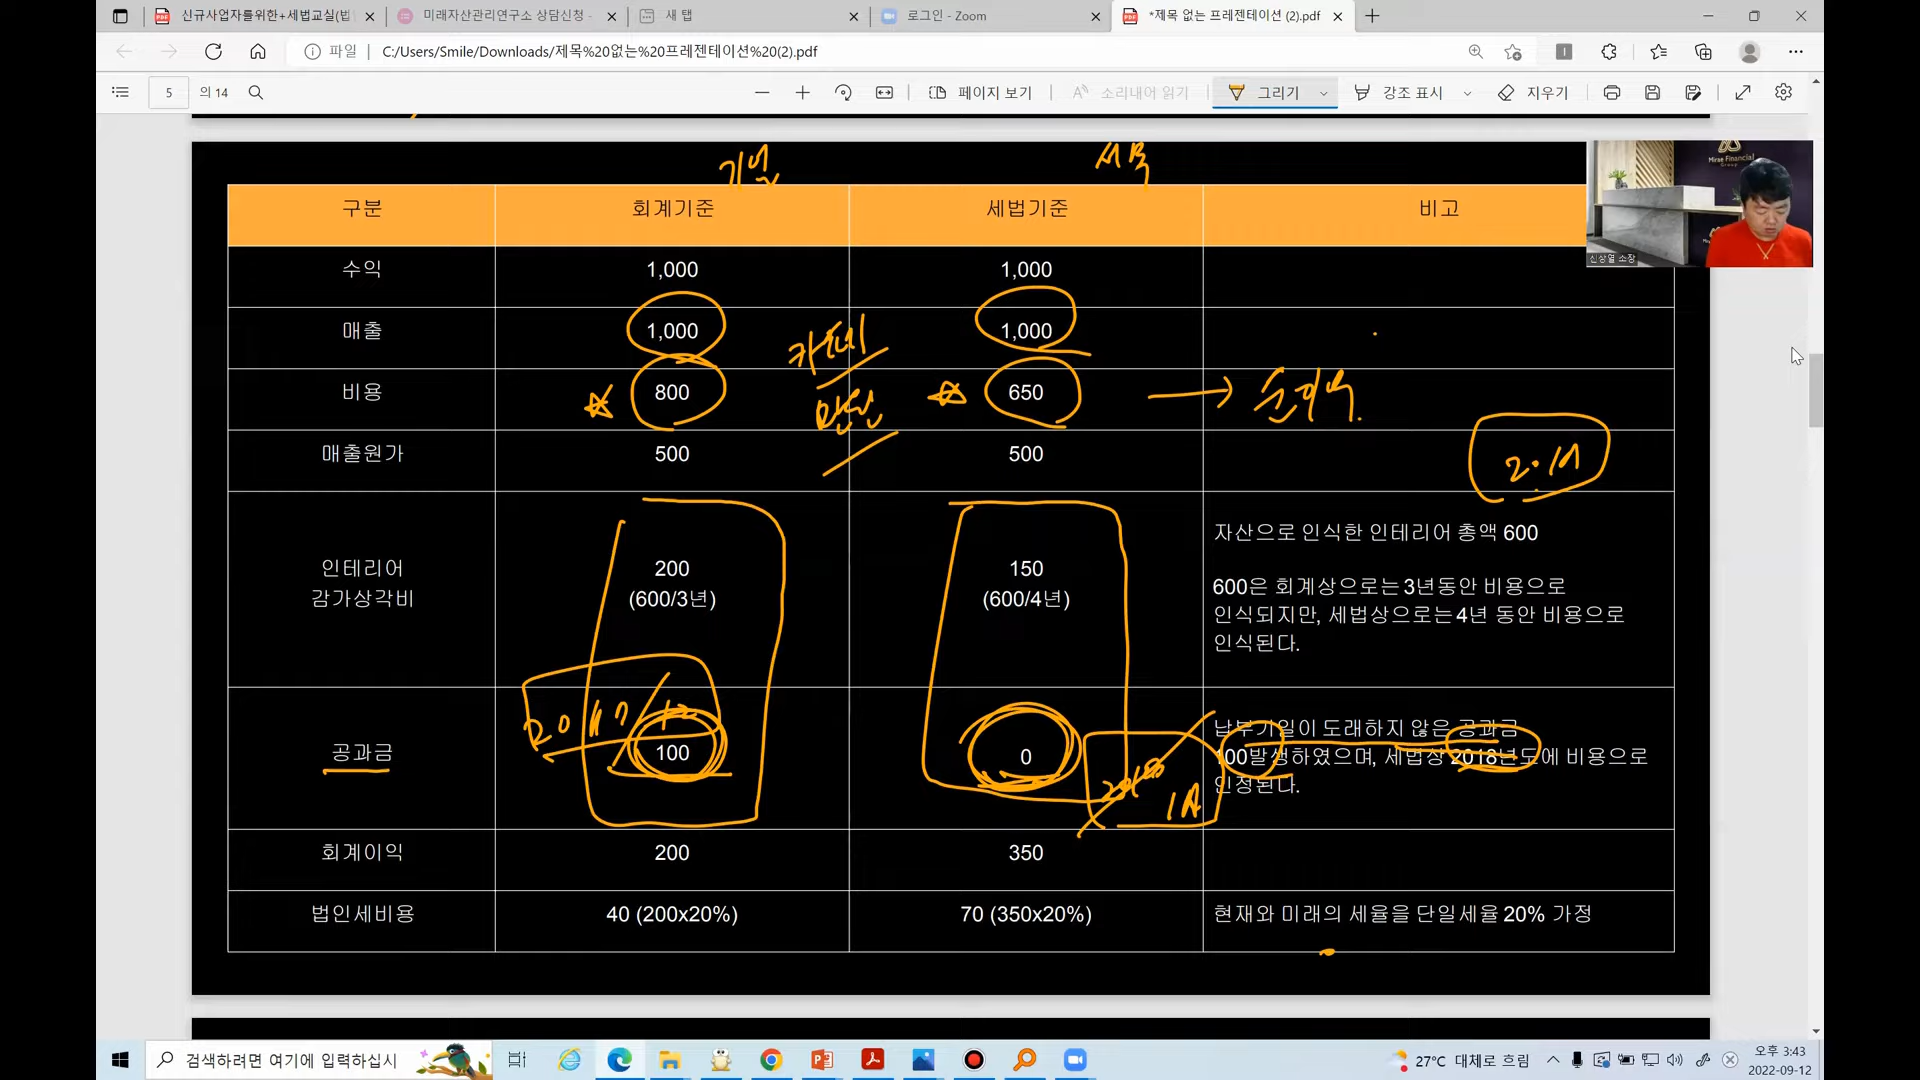 신규사업자를위한+세법교실(법
미래자산관리연구소 상담신청 -
새 탭
로그인 - Zoom
*제목 없는 프레젠테이션 (2).pdf
파일
C:/Users/Smile/Downloads/제목%20없는%20프레젠테이션%20(2).pdf
5 의 14
페이지 보기
소리내어 읽기
그리기
강조 표시
지우기
기업
Mirae Financial
Group
신상열 소장
구분 회계기준 세법기준 비고
수익 1,000 1,000
매출 1,000 1,000
비용 800 650
매출원가 500 500
인테리어
감가상각비
200
(600/3년)
150
(600/4년)
자산으로 인식한 인테리어 총액 600
600은 회계상으로는 3년동안 비용으로
인식되지만, 세법상으로는 4년 동안 비용으로
인식된다.
공과금 100 0
납부기일이 도래하지 않은 공과금
100발생하였으며, 세법상 2018년도에 비용으로
인정된다.
회계이익 200 350
법인세비용 40 (200x20%) 70 (350x20%) 현재와 미래의 세율을 단일세율 20% 가정
검색하려면 여기에 입력하십시
27°C 대체로 흐림
오후 3:43
2022-09-12